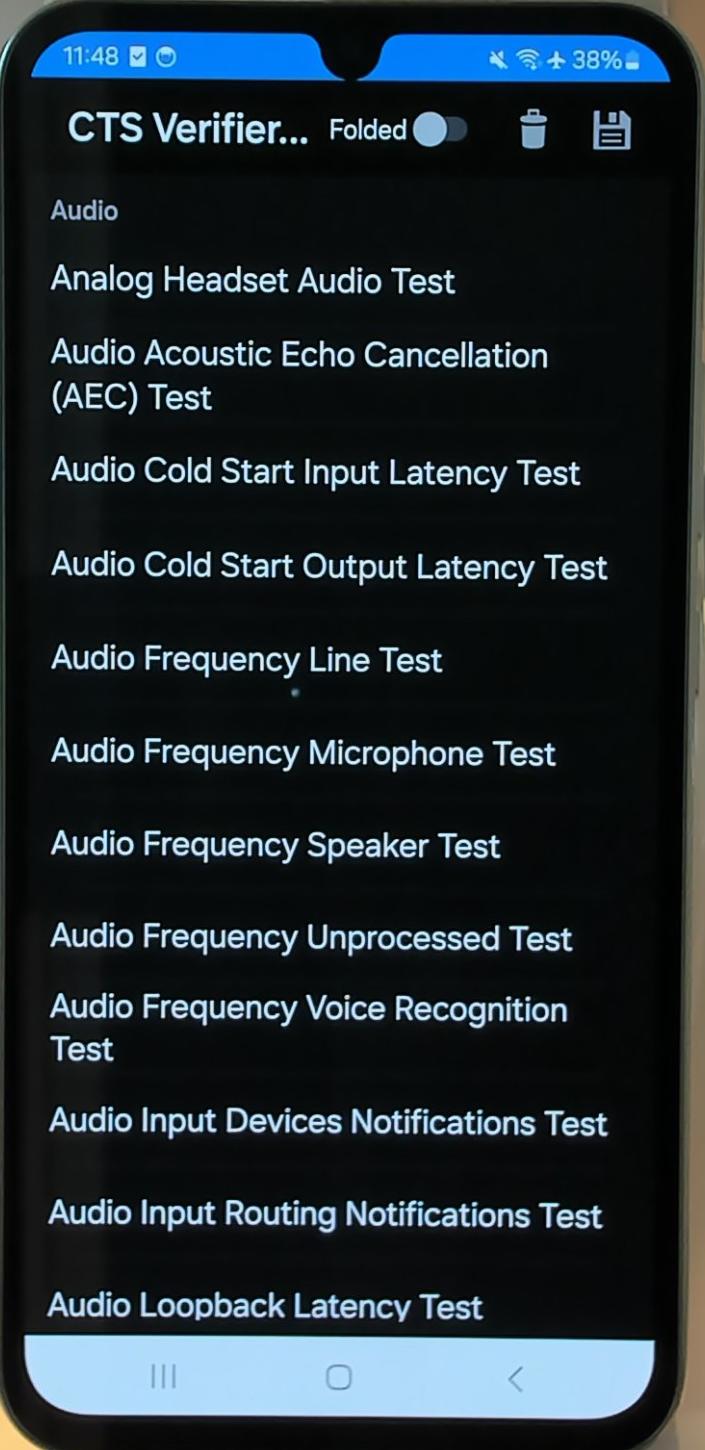 11:48 38%
CTS Verifier... Folded
Audio
Analog Headset Audio Test
Audio Acoustic Echo Cancellation
(AEC) Test
Audio Cold Start Input Latency Test
Audio Cold Start Output Latency Test
Audio Frequency Line Test
Audio Frequency Microphone Test
Audio Frequency Speaker Test
Audio Frequency Unprocessed Test
Audio Frequency Voice Recognition
Test
Audio Input Devices Notifications Test
Audio Input Routing Notifications Test
Audio Loopback Latency Test